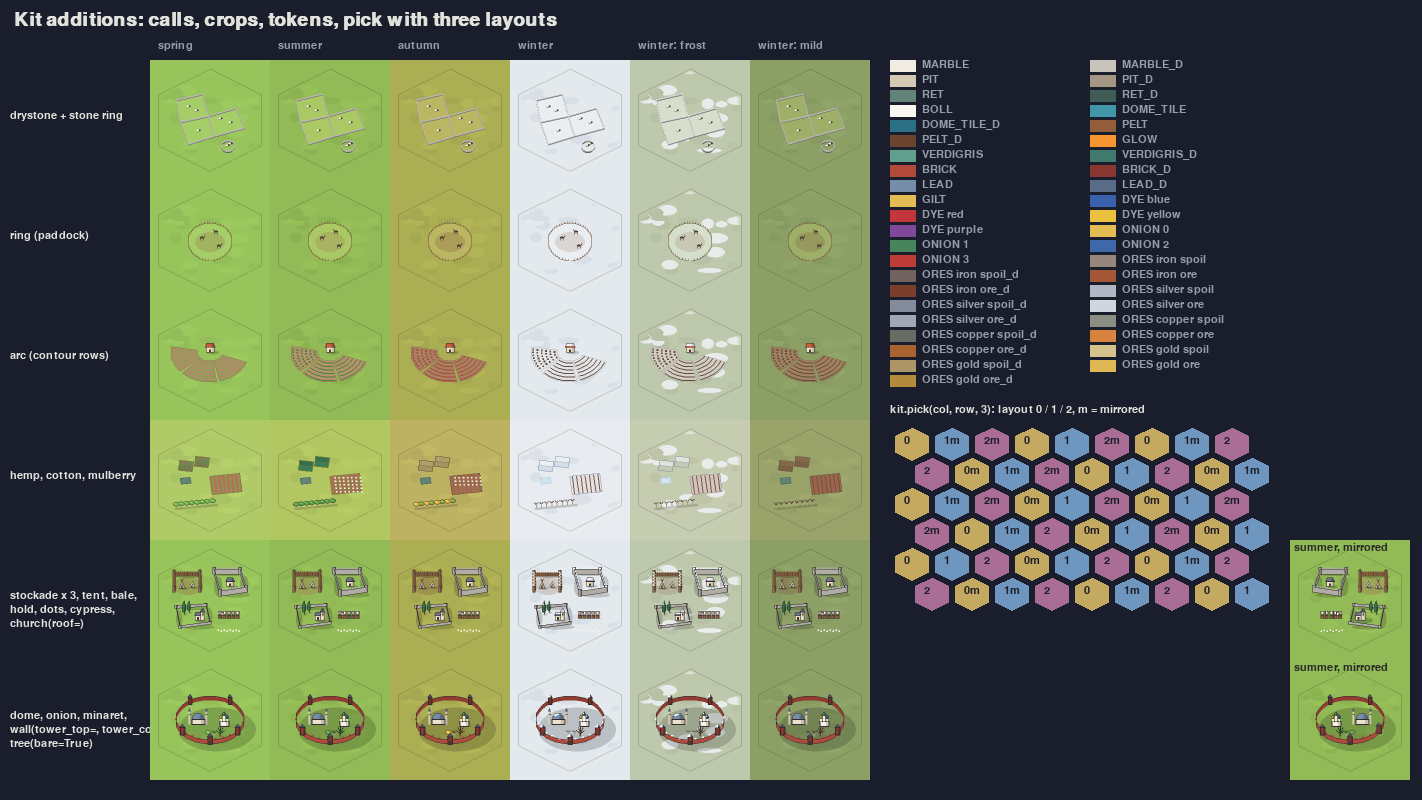 Kit additions: calls, crops, tokens, pick with three layouts
spring summer autumn winter winter: frost winter: mild
drystone + stone ring
ring (paddock)
arc (contour rows)
hemp, cotton, mulberry
stockade x 3, tent, bale,
hold, dots, cypress,
church(roof=)
dome, onion, minaret,
wall(tower_top=, tower_co
tree(bare=True)
MARBLE MARBLE_D
PIT PIT_D
RET RET_D
BOLL DOME_TILE
DOME_TILE_D PELT
PELT_D GLOW
VERDIGRIS VERDIGRIS_D
BRICK BRICK_D
LEAD LEAD_D
GILT DYE blue
DYE red DYE yellow
DYE purple ONION 0
ONION 1 ONION 2
ONION 3 ORES iron spoil
ORES iron spoil_d ORES iron ore
ORES iron ore_d ORES silver spoil
ORES silver spoil_d ORES silver ore
ORES silver ore_d ORES copper spoil
ORES copper spoil_d ORES copper ore
ORES copper ore_d ORES gold spoil
ORES gold spoil_d ORES gold ore
ORES gold ore_d
kit.pick(col, row, 3): layout 0 / 1 / 2, m = mirrored
0 1m 2m 0 1 2m 0 1m 2
2 0m 1m 2m 0 1 2 0m 1m
0 1m 2 0m 1 2m 0m 1 2m
2m 0 1m 2 0m 1 2m 0m 1
0 1 2 0m 1m 2 0 1m 2
2 0m 1m 2 0 1m 2 0 1
summer, mirrored
summer, mirrored